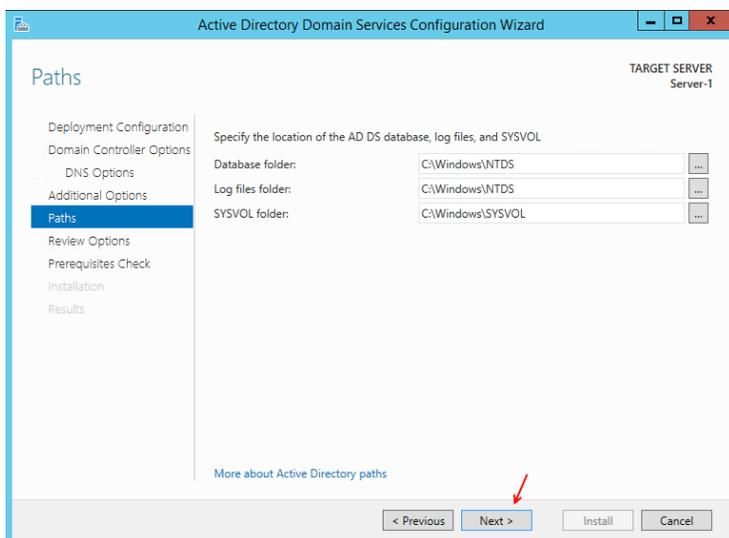 Active Directory Domain Services Configuration Wizard
Paths
TARGET SERVER
Server-1
Deployment Configuration
Domain Controller Options
DNS Options
Additional Options
Paths
Review Options
Prerequisites Check
Installation
Results
Specify the location of the AD DS database, log files, and SYSVOL
Database folder: C:\Windows\NTDS ...
Log files folder: C:\Windows\NTDS ...
SYSVOL folder: C:\Windows\SYSVOL ...
More about Active Directory paths
< Previous Next > Install Cancel